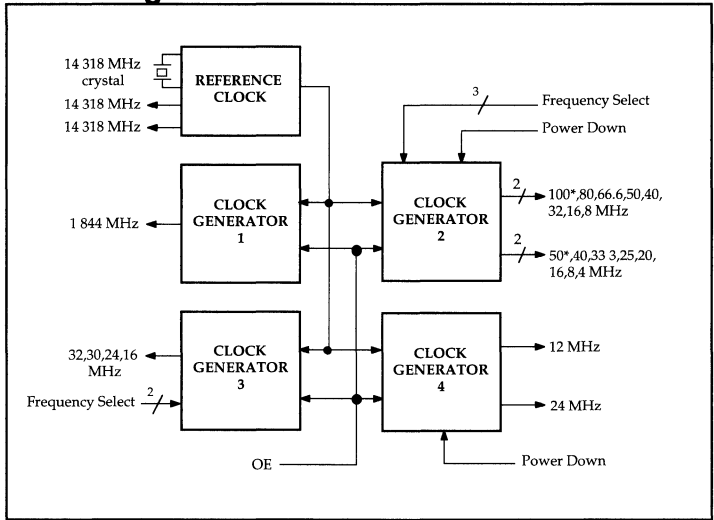 14 318 MHz
crystal
14 318 MHz
14 318 MHz
REFERENCE
CLOCK
3
Frequency Select
Power Down
CLOCK
GENERATOR
1
1 844 MHz
CLOCK
GENERATOR
2
2
100*,80,66.6,50,40,
32,16,8 MHz
2
50*,40,33 3,25,20,
16,8,4 MHz
32,30,24,16
MHz
Frequency Select
2
CLOCK
GENERATOR
3
CLOCK
GENERATOR
4
12 MHz
24 MHz
OE
Power Down